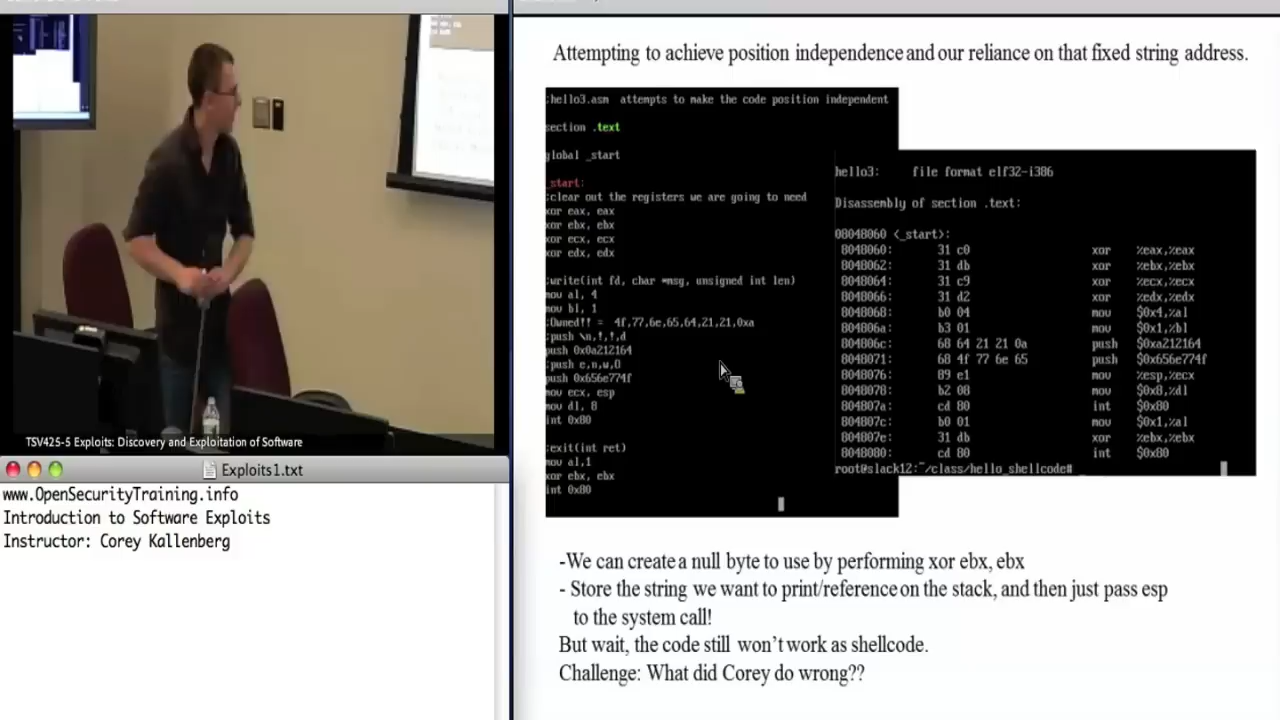 TSV425-5 Exploits: Discovery and Exploitation of Software
Exploits1.txt
www.OpenSecurityTraining.info
Introduction to Software Exploits
Instructor: Corey Kallenberg
Attempting to achieve position independence and our reliance on that fixed string address.
;hello3.asm attempts to make the code position independent
section .text
global _start
_start:
;clear out the registers we are going to need
xor eax, eax
xor ebx, ebx
xor ecx, ecx
xor edx, edx
;write(int fd, char *msg, unsigned int len)
mov al, 4
mov bl, 1
;Owned!! = 4f,77,6e,65,64,21,21,0xa
;push \n,!,!,d
push 0x0a212164
;push e,n,w,O
push 0x656e774f
mov ecx, esp
mov dl, 8
int 0x80
;exit(int ret)
mov al,1
xor ebx, ebx
int 0x80
hello3: file format elf32-i386
Disassembly of section .text:
08048060 <_start>:
8048060: 31 c0 xor %eax,%eax
8048062: 31 db xor %ebx,%ebx
8048064: 31 c9 xor %ecx,%ecx
8048066: 31 d2 xor %edx,%edx
8048068: b0 04 mov $0x4,%al
804806a: b3 01 mov $0x1,%bl
804806c: 68 64 21 21 0a push $0xa212164
8048071: 68 4f 77 6e 65 push $0x656e774f
8048076: 89 e1 mov %esp,%ecx
8048078: b2 08 mov $0x8,%dl
804807a: cd 80 int $0x80
804807c: b0 01 mov $0x1,%al
804807e: 31 db xor %ebx,%ebx
8048080: cd 80 int $0x80
root@slack12:~/class/hello_shellcode#
-We can create a null byte to use by performing xor ebx, ebx
- Store the string we want to print/reference on the stack, and then just pass esp
to the system call!
But wait, the code still won't work as shellcode.
Challenge: What did Corey do wrong??